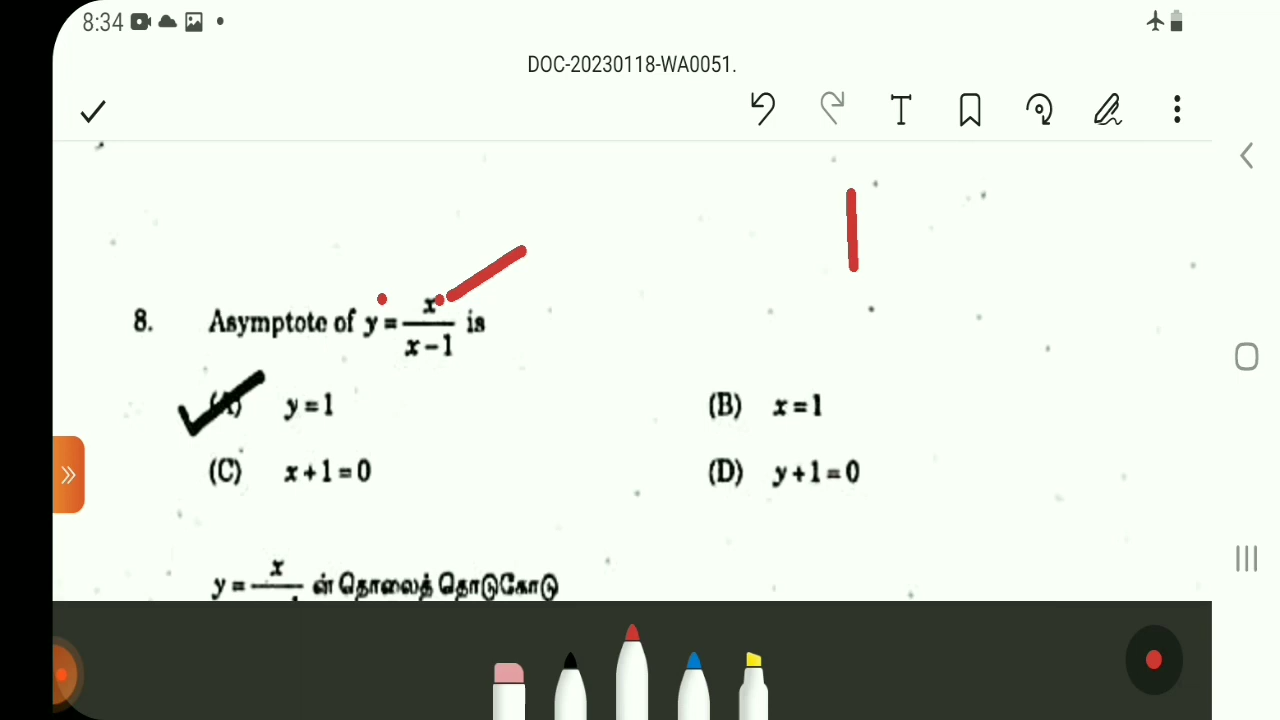 8:34
DOC-20230118-WA0051.
8. Asymptote of y = x / x − 1 is
(A) y = 1
(B) x = 1
(C) x + 1 = 0
(D) y + 1 = 0
y = x ன் தொலைத் தொடுகோடு